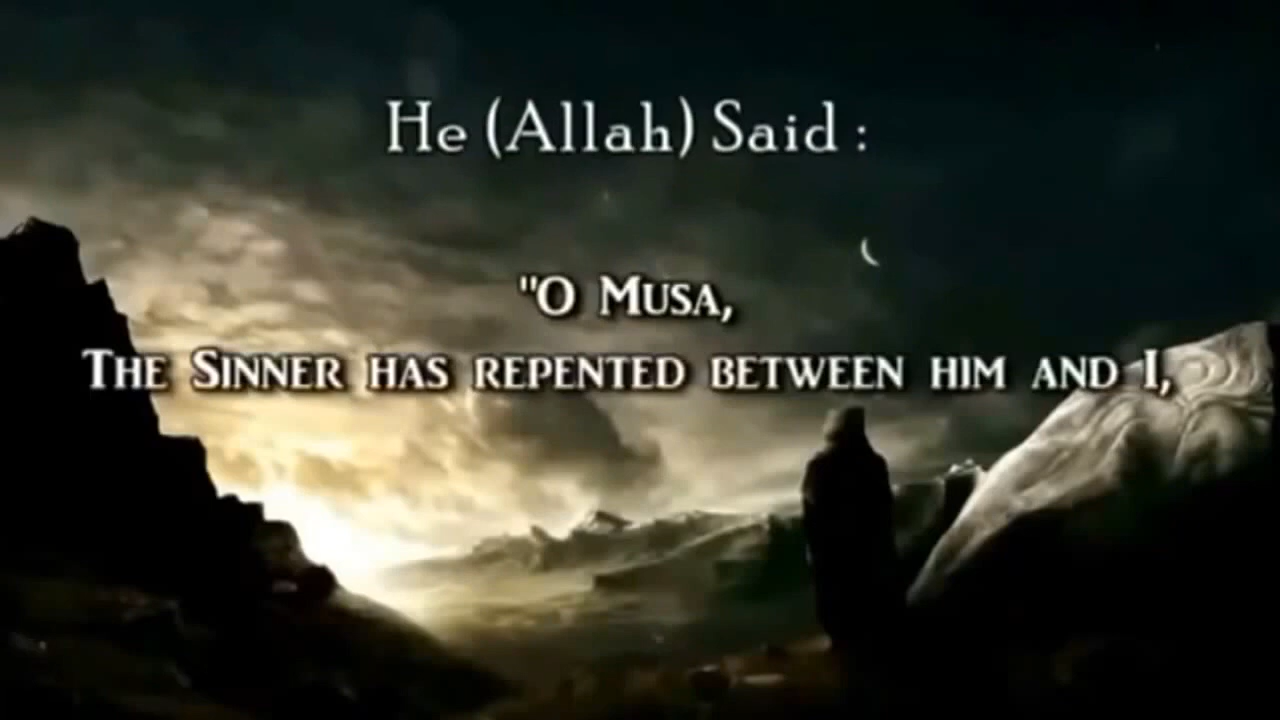 He (Allah) Said :
"O Musa,
The Sinner has repented between him and I,